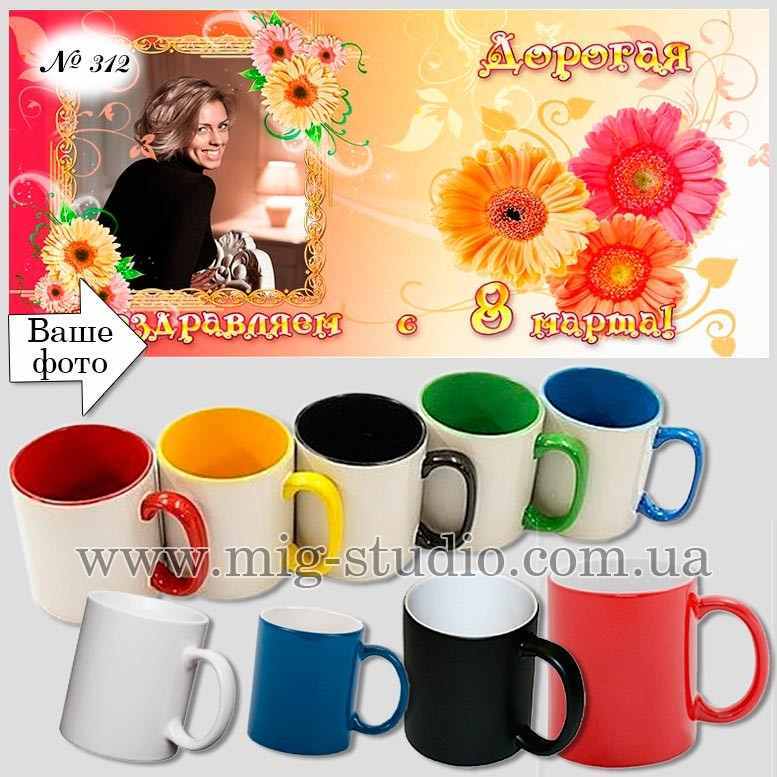 № 312
Дорогая
здравляем с 8 марта!
Ваше
фото
www.mig-studio.com.ua